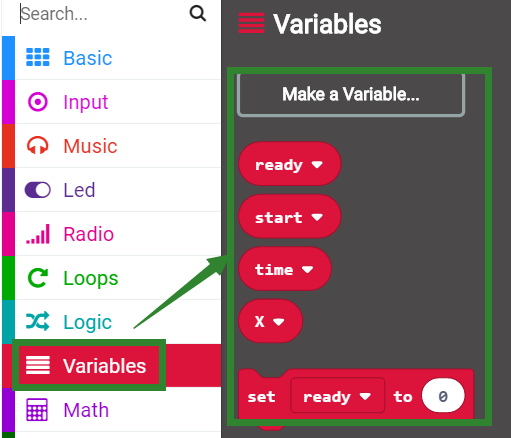 Search...
Basic
Input
Music
Led
Radio
Loops
Logic
Variables
Math
Variables
Make a Variable...
ready
start
time
X
set ready to 0